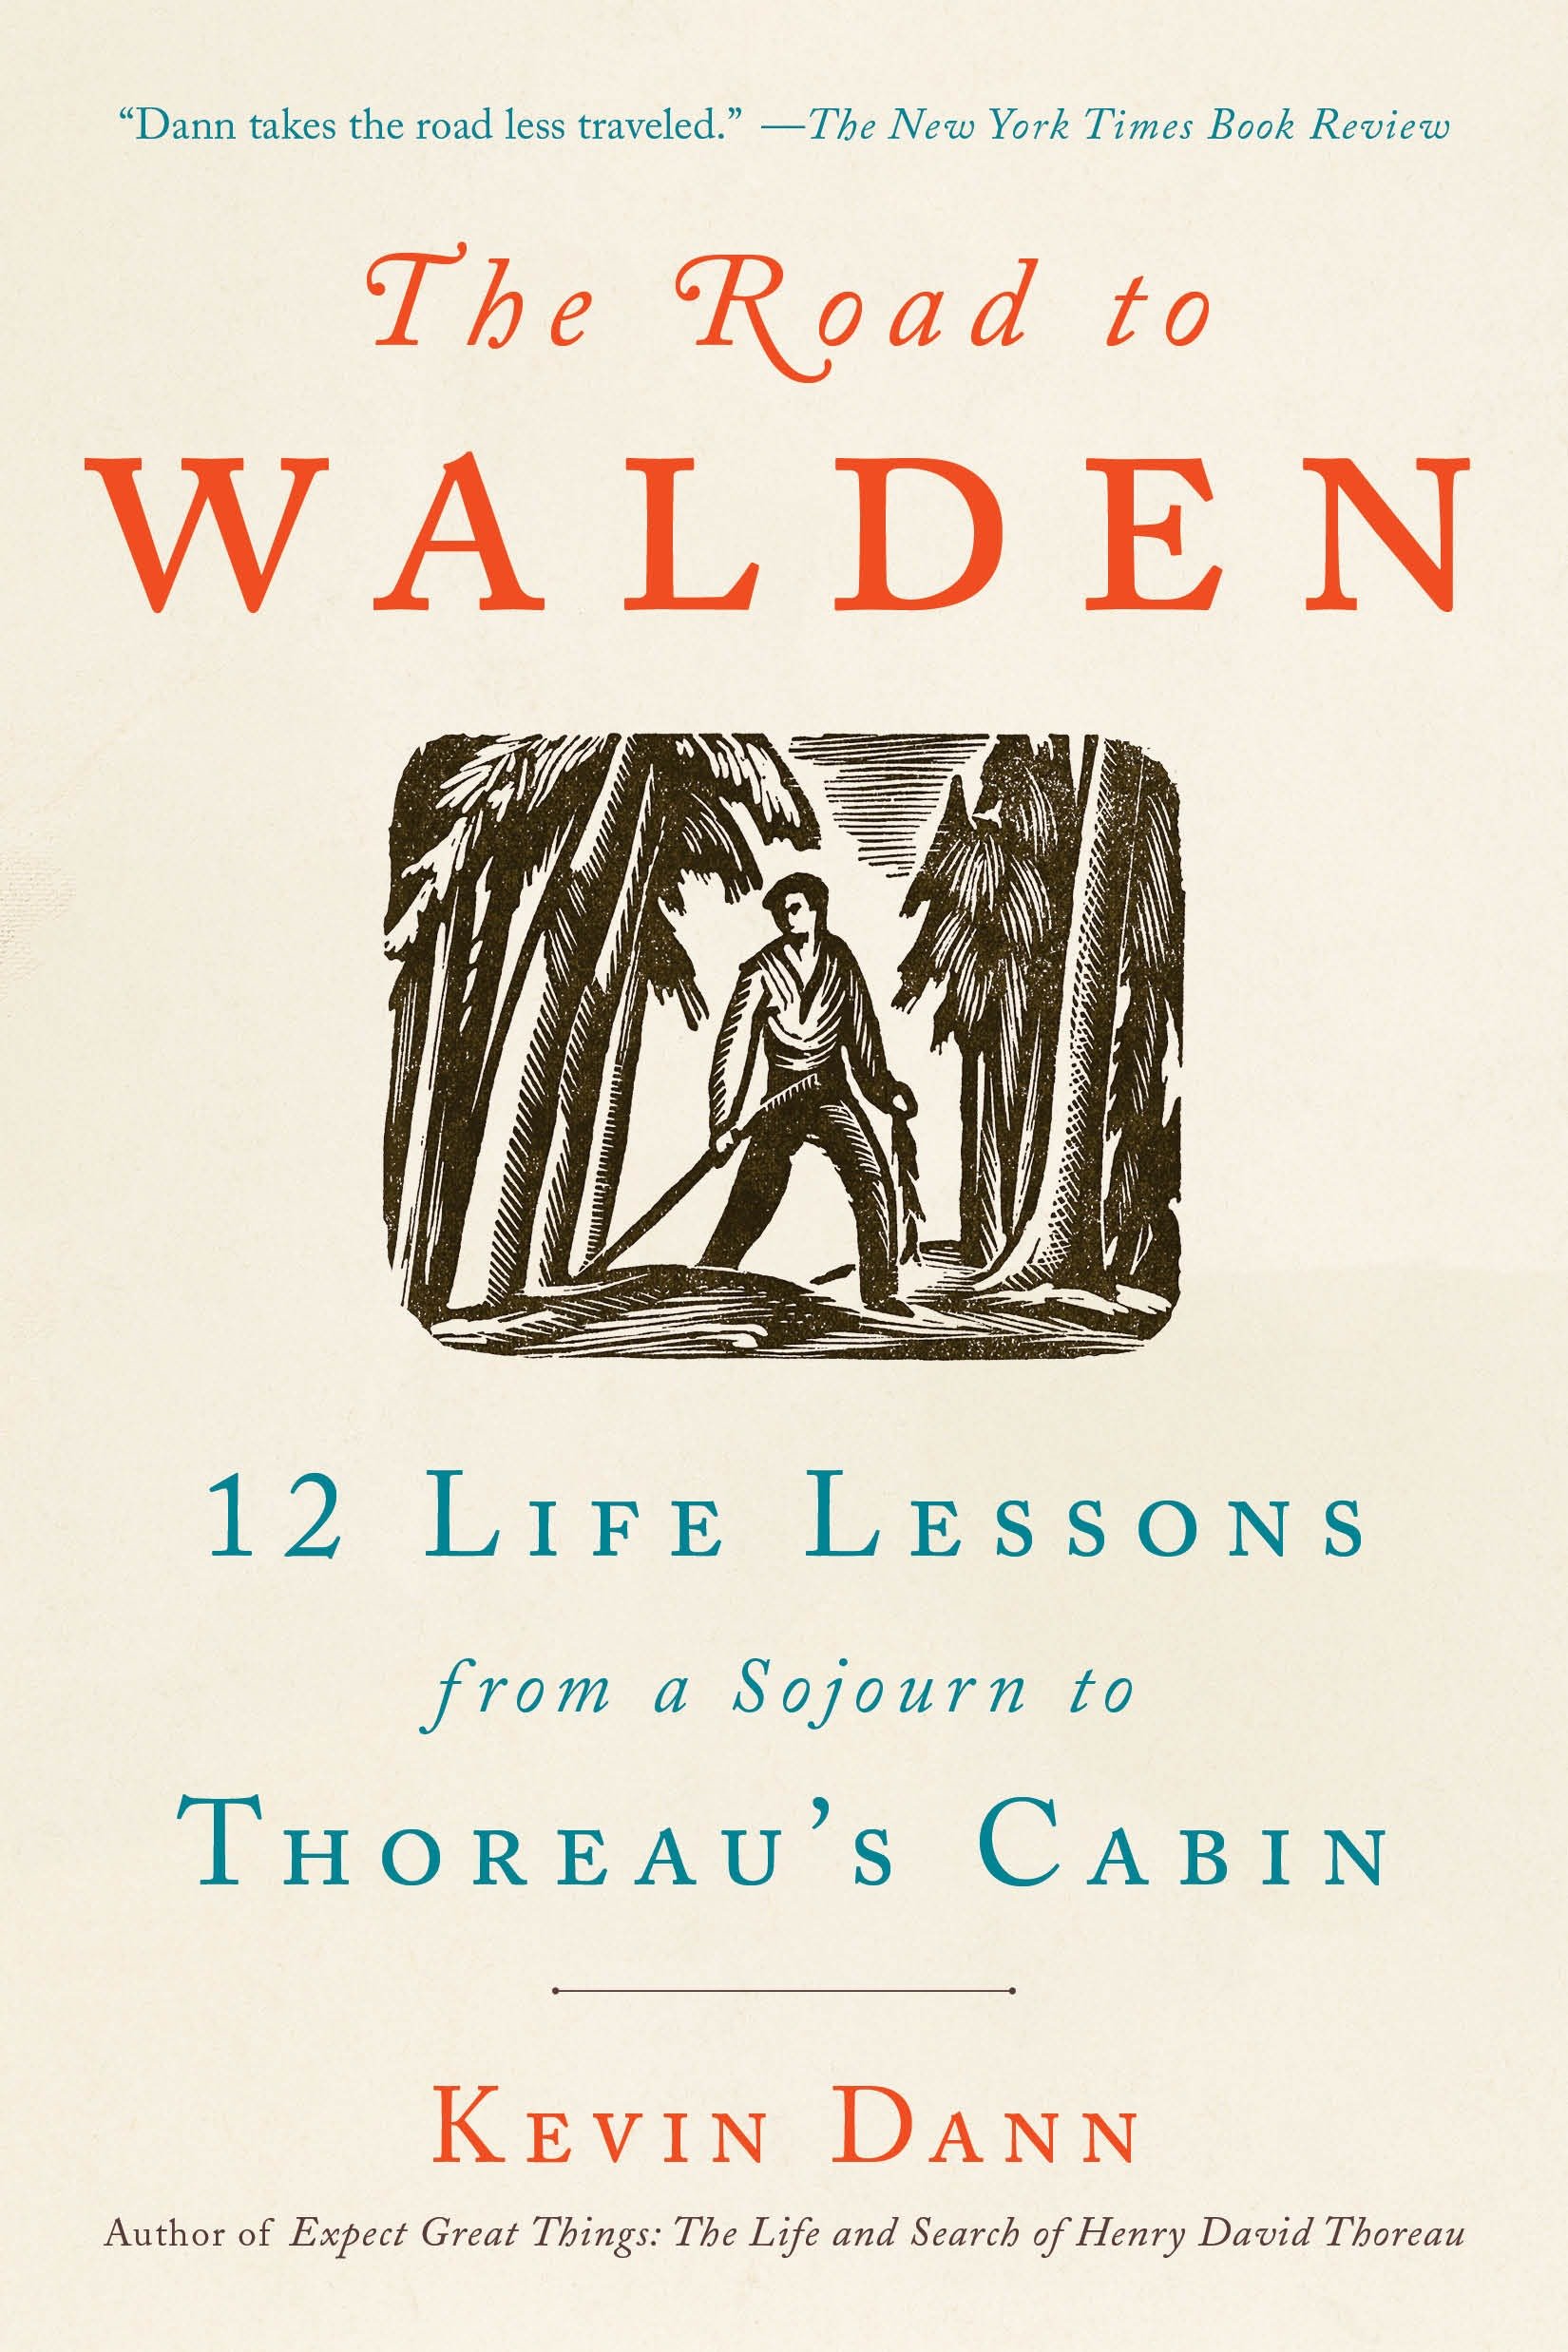 “Dann takes the road less traveled.” —The New York Times Book Review
The Road to
WALDEN
12 LIFE LESSONS
from a Sojourn to
THOREAU’S CABIN
KEVIN DANN
Author of Expect Great Things: The Life and Search of Henry David Thoreau